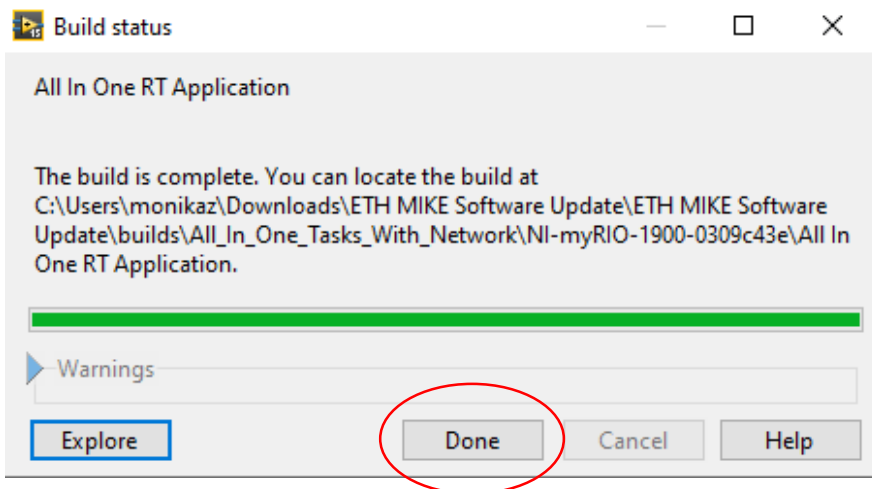 Build status
All In One RT Application
The build is complete. You can locate the build at
C:\Users\monikaz\Downloads\ETH MIKE Software Update\ETH MIKE Software
Update\builds\All_In_One_Tasks_With_Network\NI-myRIO-1900-0309c43e\All In
One RT Application.
Warnings
Explore Done Cancel Help